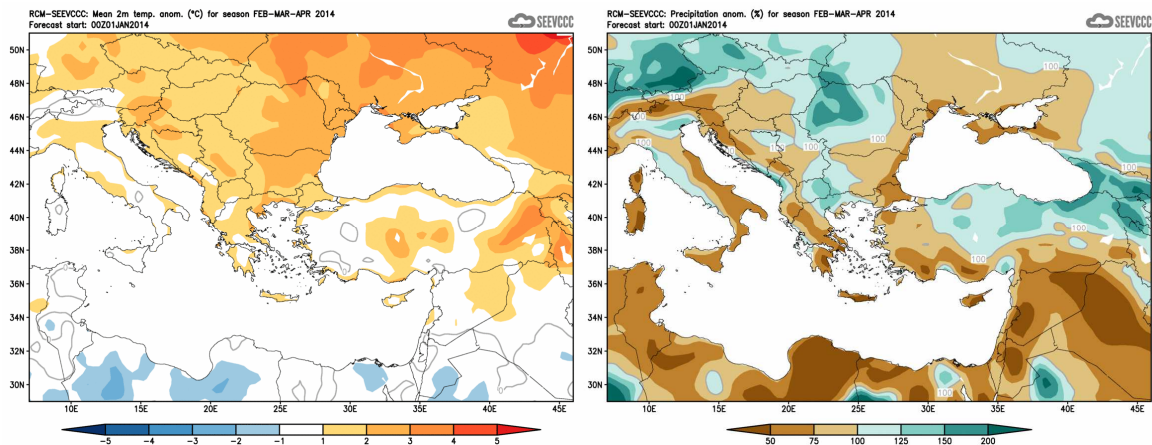 RCM-SEEVCCC: Mean 2m temp. anom. (°C) for season FEB-MAR-APR 2014
Forecast start: 00Z01JAN2014
SEEVCCC
50N
48N
46N
44N
42N
40N
38N
36N
34N
32N
30N
10E 15E 20E 25E 30E 35E 40E 45E
-5 -4 -3 -2 -1 1 2 3 4 5
RCM-SEEVCCC: Precipitation anom. (%) for season FEB-MAR-APR 2014
Forecast start: 00Z01JAN2014
SEEVCCC
50N
48N
46N
44N
42N
40N
38N
36N
34N
32N
30N
10E 15E 20E 25E 30E 35E 40E 45E
50 75 100 125 150 200